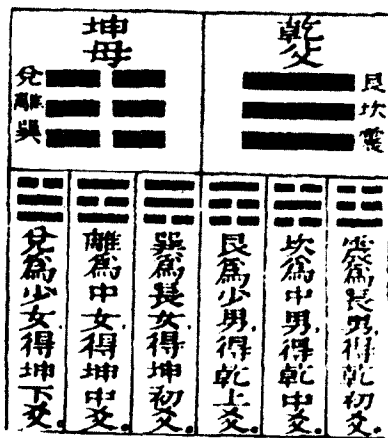 乾父
艮
坎
震
坤母
兌
離
巽
震為長男得乾初爻
坎為中男得乾中爻
艮為少男得乾上爻
巽為長女得坤初爻
離為中女得坤中爻
兌為少女得坤下爻